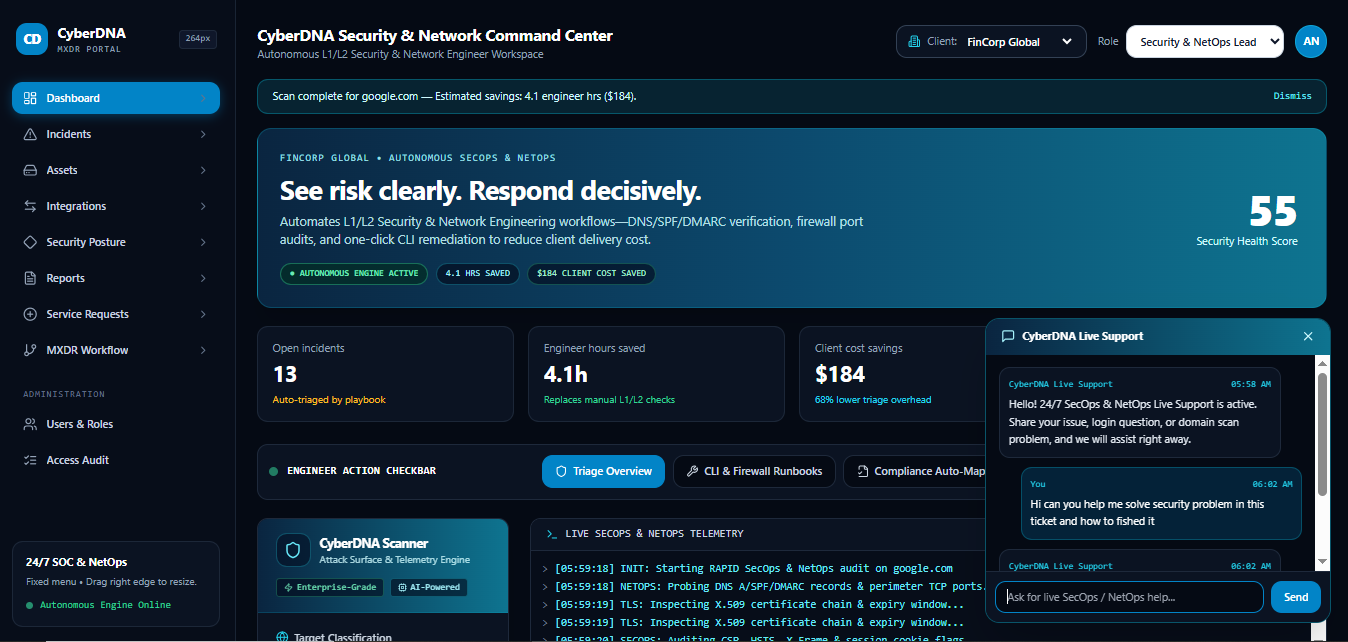 CD
CyberDNA
MXDR PORTAL
264px
Dashboard
Incidents
Assets
Integrations
Security Posture
Reports
Service Requests
MXDR Workflow
ADMINISTRATION
Users & Roles
Access Audit
24/7 SOC & NetOps
Fixed menu • Drag right edge to resize.
Autonomous Engine Online
CyberDNA Security & Network Command Center
Autonomous L1/L2 Security & Network Engineer Workspace
Client: FinCorp Global
Role
Security & NetOps Lead
AN
Scan complete for google.com — Estimated savings: 4.1 engineer hrs ($184).
Dismiss
FINCORP GLOBAL • AUTONOMOUS SECOPS & NETOPS
See risk clearly. Respond decisively.
Automates L1/L2 Security & Network Engineering workflows—DNS/SPF/DMARC verification, firewall port
audits, and one-click CLI remediation to reduce client delivery cost.
● AUTONOMOUS ENGINE ACTIVE
4.1 HRS SAVED
$184 CLIENT COST SAVED
55
Security Health Score
Open incidents
13
Auto-triaged by playbook
Engineer hours saved
4.1h
Replaces manual L1/L2 checks
Client cost savings
$184
68% lower triage overhead
ENGINEER ACTION CHECKBAR
Triage Overview
CLI & Firewall Runbooks
Compliance Auto-Map
CyberDNA Scanner
Attack Surface & Telemetry Engine
Enterprise-Grade
AI-Powered
Target Classification
LIVE SECOPS & NETOPS TELEMETRY
> [05:59:18] INIT: Starting RAPID SecOps & NetOps audit on google.com
> [05:59:18] NETOPS: Probing DNS A/SPF/DMARC records & perimeter TCP ports.
> [05:59:19] TLS: Inspecting X.509 certificate chain & expiry window...
> [05:59:19] TLS: Inspecting X.509 certificate chain & expiry window...
> [05:59:20] SECOPS: Auditing CSP, HSTS, X-Frame & session cookie flags
CyberDNA Live Support
CyberDNA Live Support
05:58 AM
Hello! 24/7 SecOps & NetOps Live Support is active.
Share your issue, login question, or domain scan
problem, and we will assist right away.
You
06:02 AM
Hi can you help me solve security problem in this
ticket and how to fished it
CyberDNA Live Support
06:02 AM
Ask for live SecOps / NetOps help...
Send